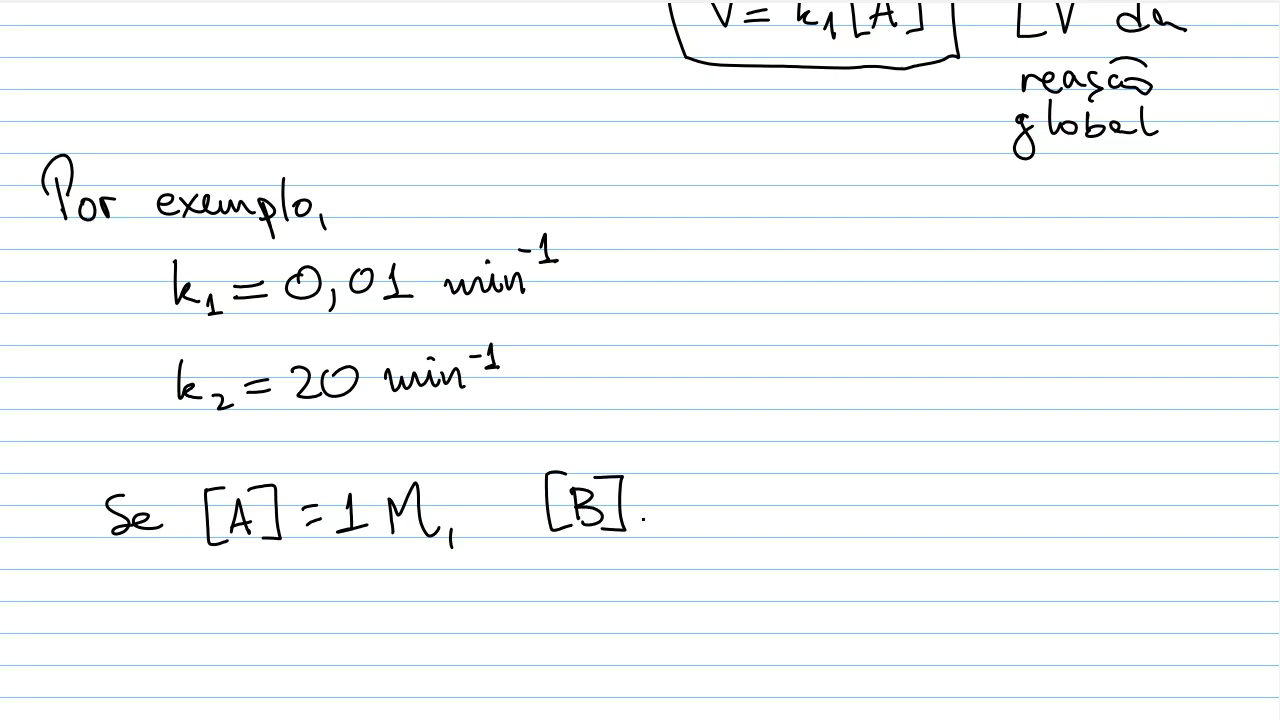 V = k₁[A] LV da
reação
global
Por exemplo,
k₁ = 0,01 min⁻¹
k₂ = 20 min⁻¹
Se [A] = 1 M, [B].